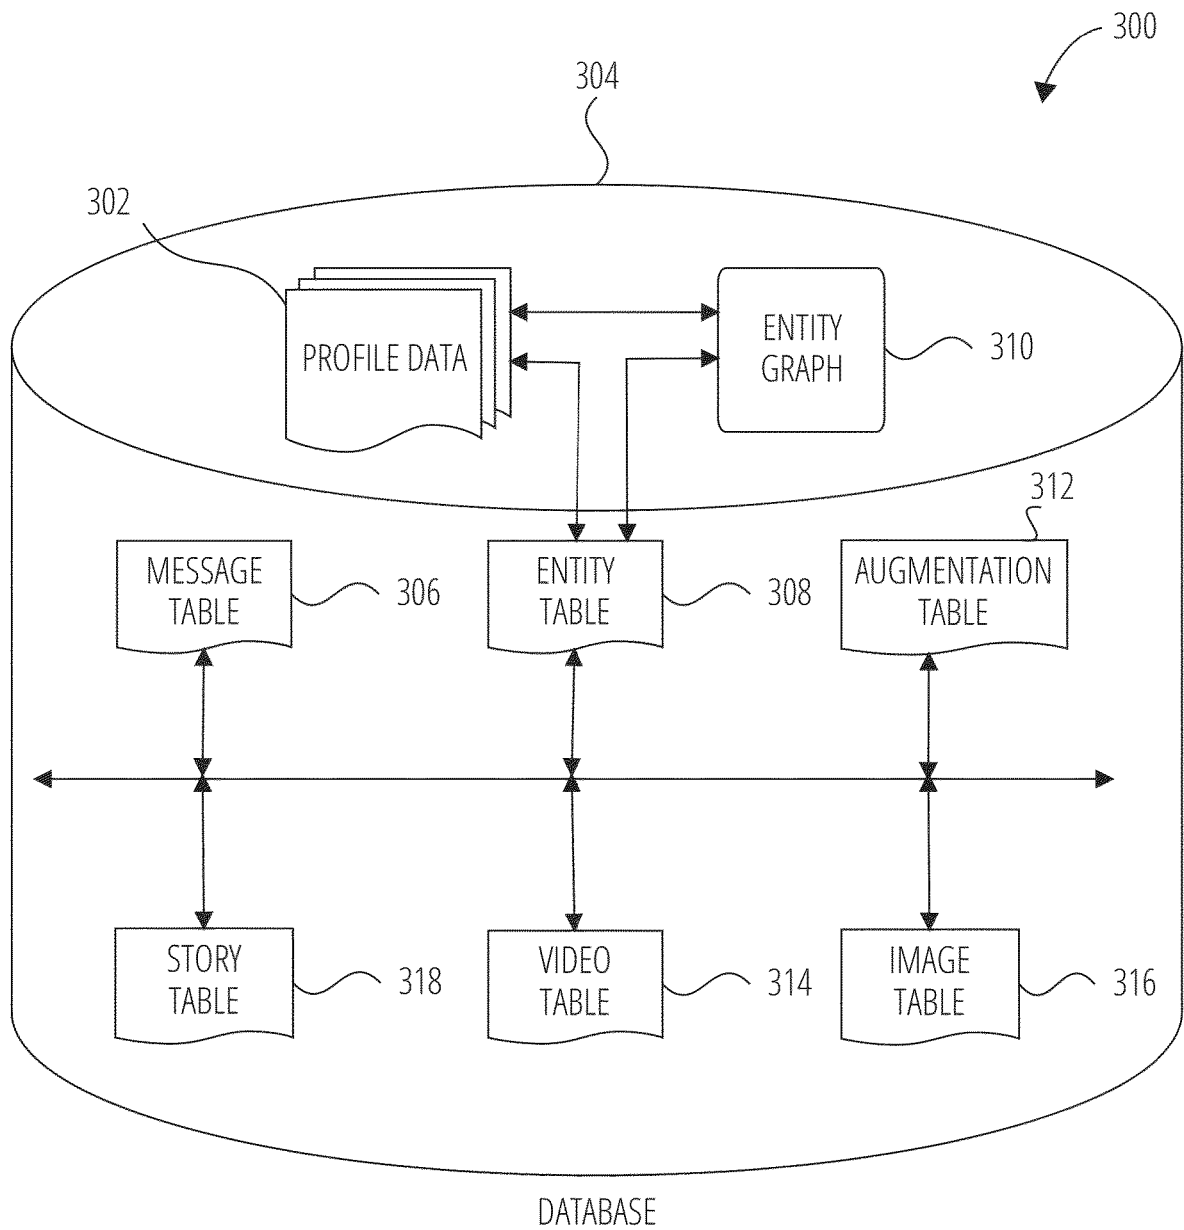 300
304
302
PROFILE DATA
ENTITY
GRAPH
310
312
MESSAGE
TABLE
306
ENTITY
TABLE
308
AUGMENTATION
TABLE
STORY
TABLE
318
VIDEO
TABLE
314
IMAGE
TABLE
316
DATABASE